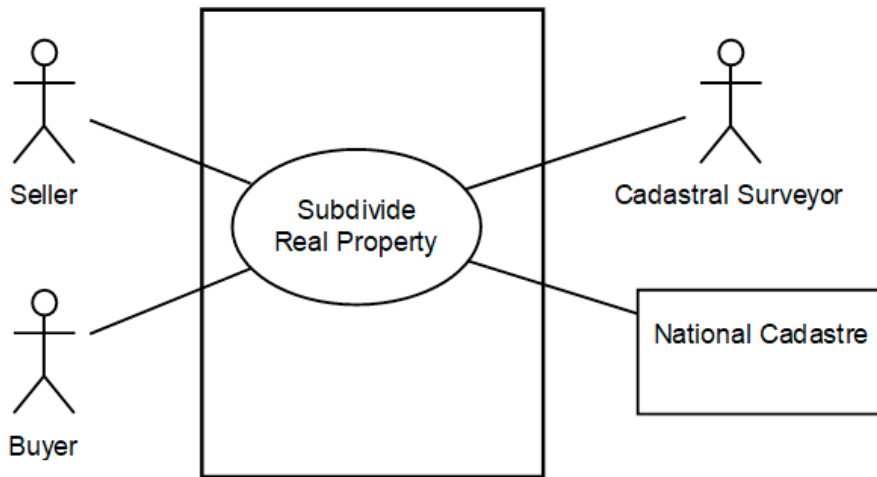 Seller
Subdivide
Real Property
Cadastral Surveyor
National Cadastre
Buyer